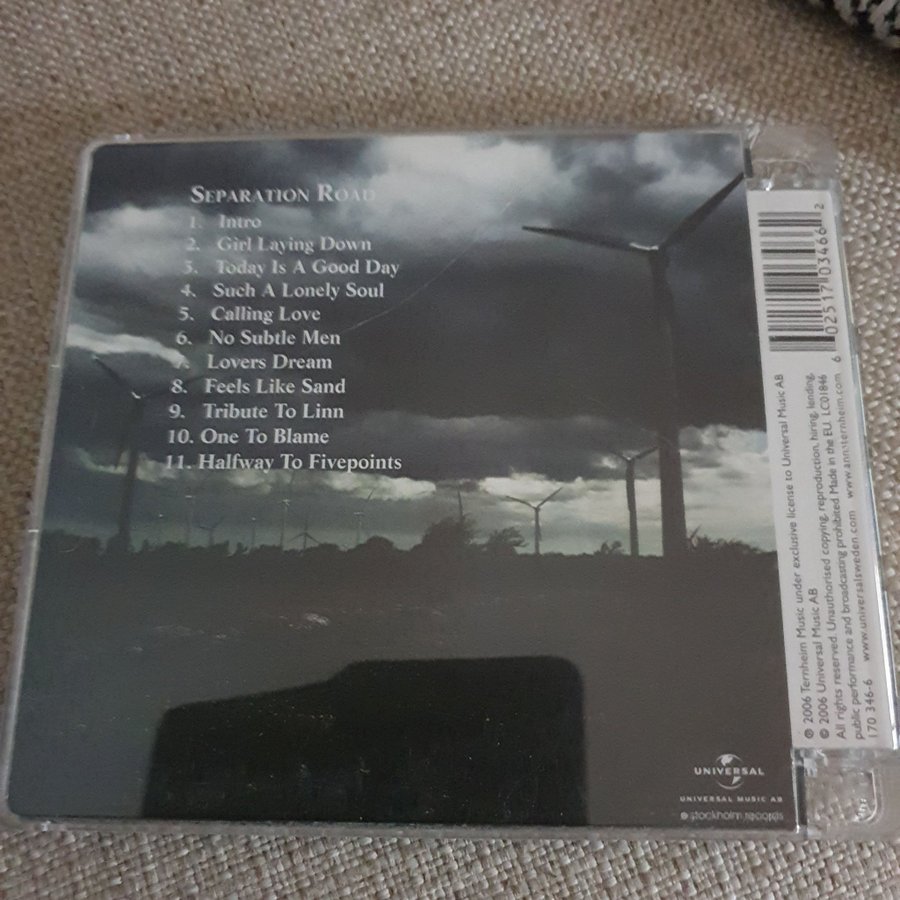 SEPARATION ROAD
1. Intro
2. Girl Laying Down
3. Today Is A Good Day
4. Such A Lonely Soul
5. Calling Love
6. No Subtle Men
7. Lovers Dream
8. Feels Like Sand
9. Tribute To Linn
10. One To Blame
11. Halfway To Fivepoints
UNIVERSAL
UNIVERSAL MUSIC AB
stockholm records
6 02517 03466 2
℗ 2006 Ternheim Music under exclusive license to Universal Music AB
© 2006 Universal Music AB
All rights reserved. Unauthorised copying, reproduction, hiring, lending,
public performance and broadcasting prohibited. Made in the EU. LC01846
170 346-6 www.universalsweden.com www.annaternheim.com